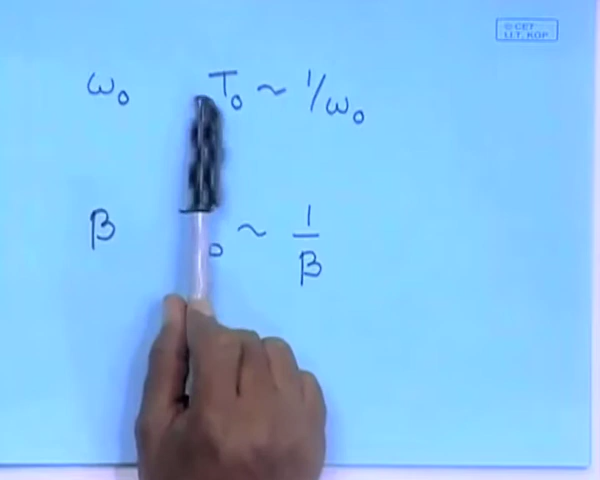 © CET
I.I.T. KGP
ω₀ T₀ ~ 1/ω₀
β ₀ ~ 1/β